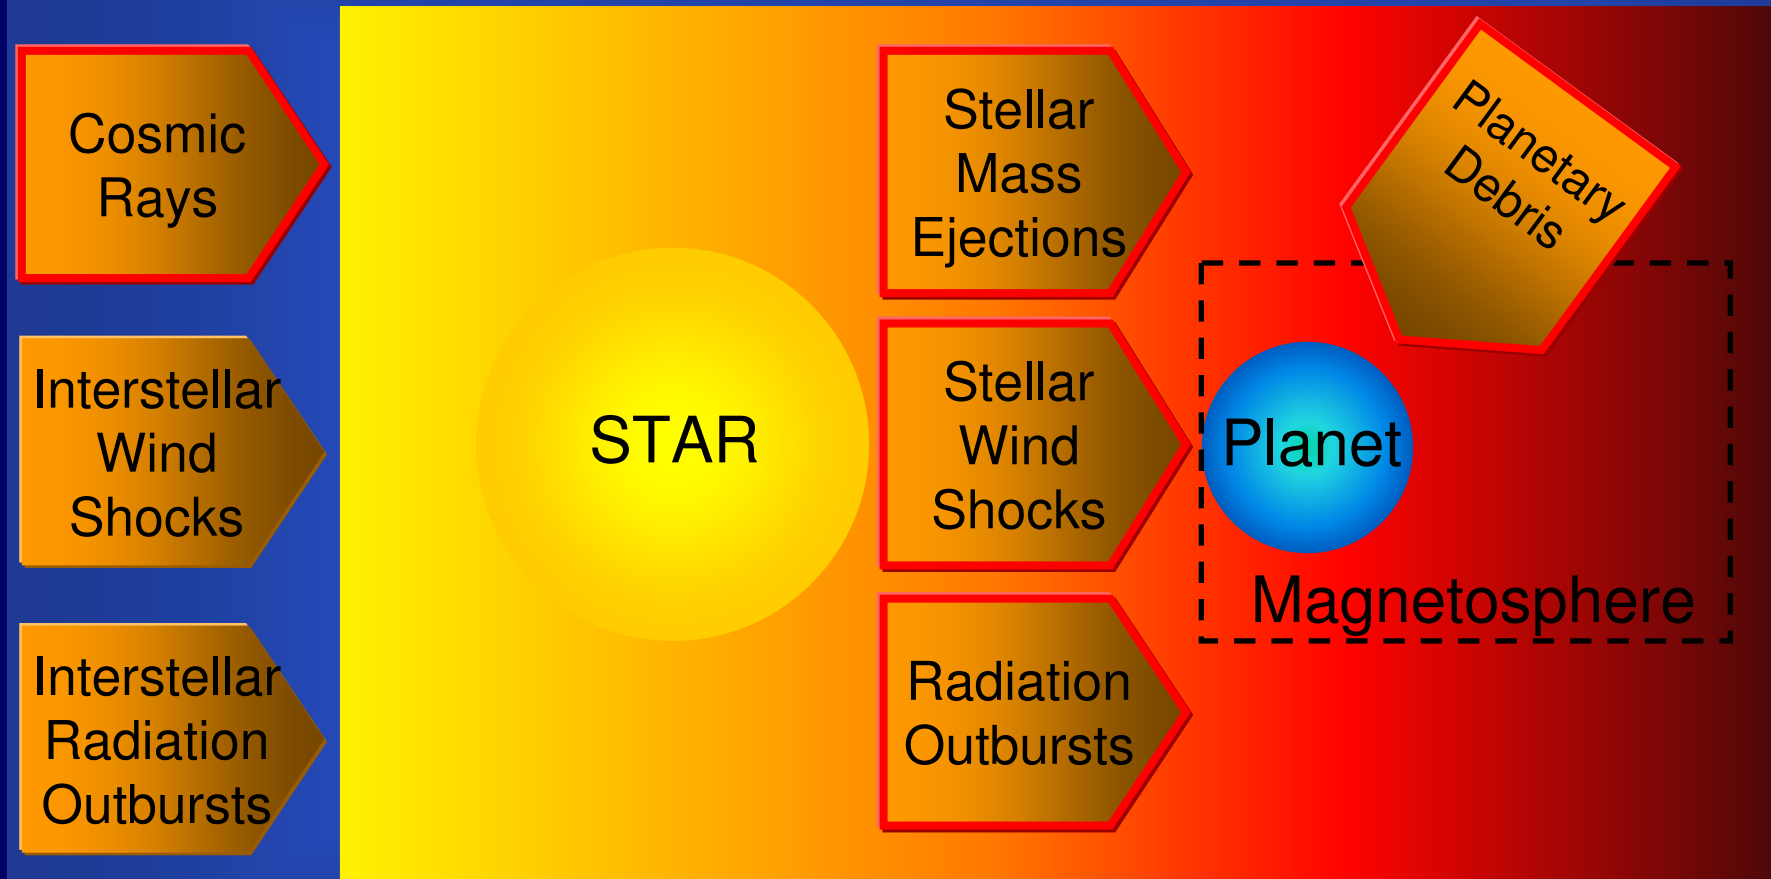 Cosmic
Rays
Interstellar
Wind
Shocks
Interstellar
Radiation
Outbursts
STAR
Stellar
Mass
Ejections
Stellar
Wind
Shocks
Radiation
Outbursts
Planetary
Debris
Planet
Magnetosphere